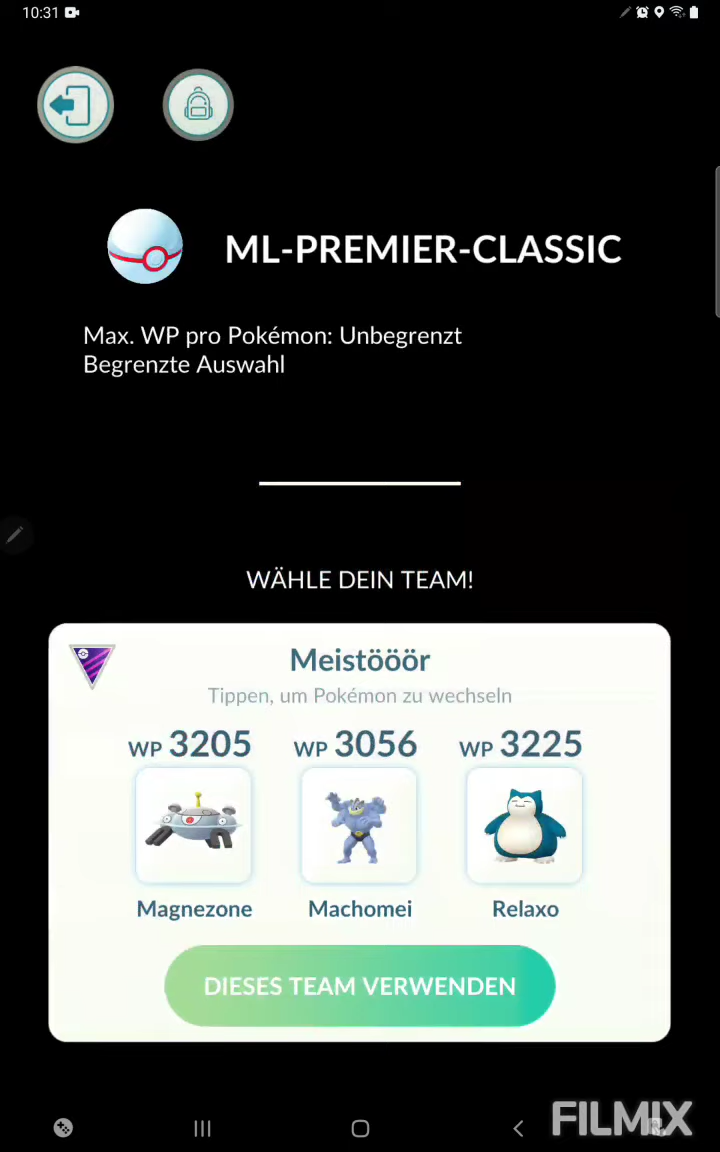 10:31
ML-PREMIER-CLASSIC
Max. WP pro Pokémon: Unbegrenzt
Begrenzte Auswahl
WÄHLE DEIN TEAM!
Meistööör
Tippen, um Pokémon zu wechseln
WP 3205 WP 3056 WP 3225
Magnezone Machomei Relaxo
DIESES TEAM VERWENDEN
FILMIX